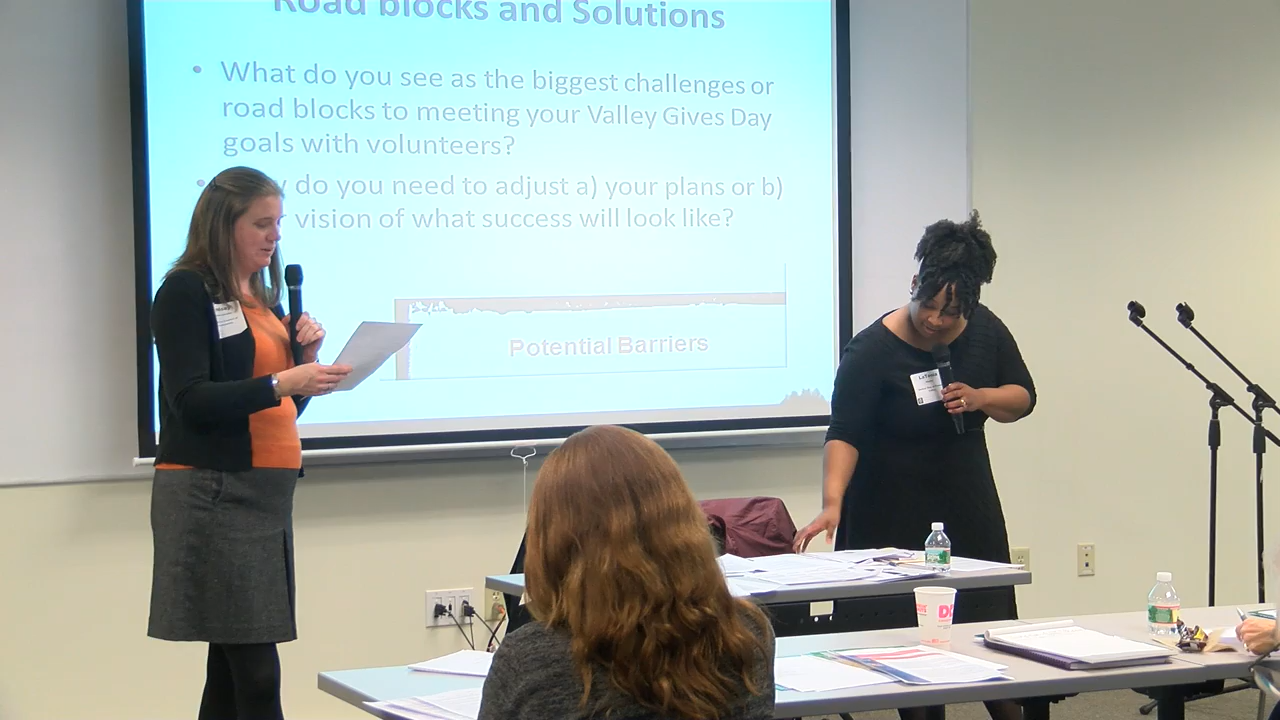 Road blocks and Solutions
• What do you see as the biggest challenges or
road blocks to meeting your Valley Gives Day
goals with volunteers?
• do you need to adjust a) your plans or b)
vision of what success will look like?
Potential Barriers